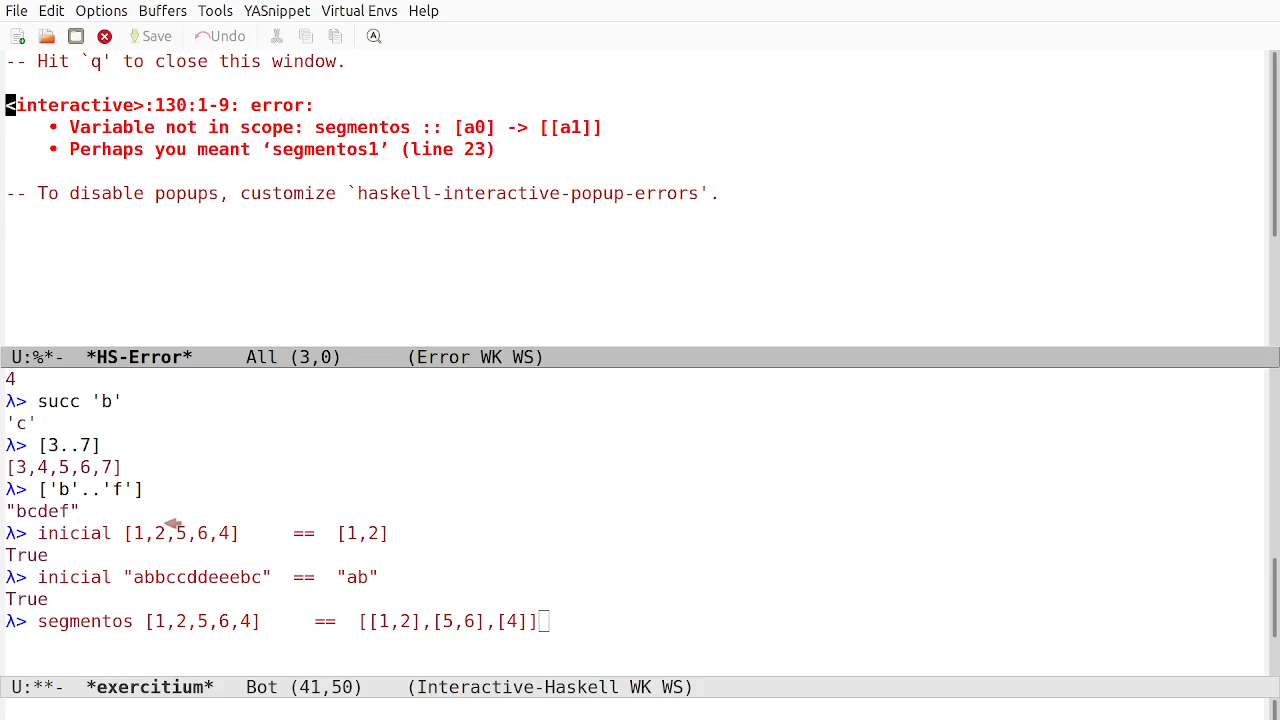 File Edit Options Buffers Tools YASnippet Virtual Envs Help
Save Undo
-- Hit `q' to close this window.
<interactive>:130:1-9: error:
• Variable not in scope: segmentos :: [a0] -> [[a1]]
• Perhaps you meant ‘segmentos1’ (line 23)
-- To disable popups, customize `haskell-interactive-popup-errors'.
U:%*- *HS-Error* All (3,0) (Error WK WS)
4
λ> succ 'b'
'c'
λ> [3..7]
[3,4,5,6,7]
λ> ['b'..'f']
"bcdef"
λ> inicial [1,2,5,6,4] == [1,2]
True
λ> inicial "abbccddeeebc" == "ab"
True
λ> segmentos [1,2,5,6,4] == [[1,2],[5,6],[4]]
U:**- *exercitium* Bot (41,50) (Interactive-Haskell WK WS)